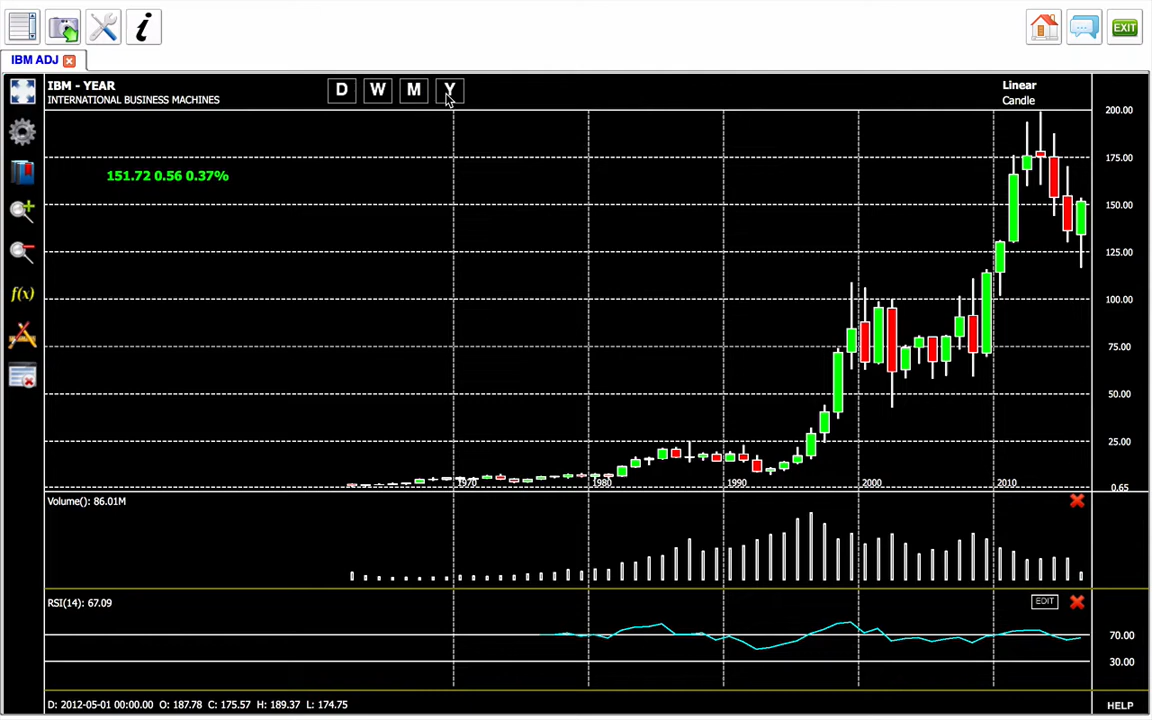 EXIT
IBM ADJ
IBM - YEAR
INTERNATIONAL BUSINESS MACHINES
D W M Y
Linear
Candle
151.72 0.56 0.37%
f(x)
200.00
175.00
150.00
125.00
100.00
75.00
50.00
25.00
0.65
1970 1980 1990 2000 2010
Volume(): 86.01M
RSI(14): 67.09
EDIT
70.00
30.00
D: 2012-05-01 00:00.00 O: 187.78 C: 175.57 H: 189.37 L: 174.75
HELP